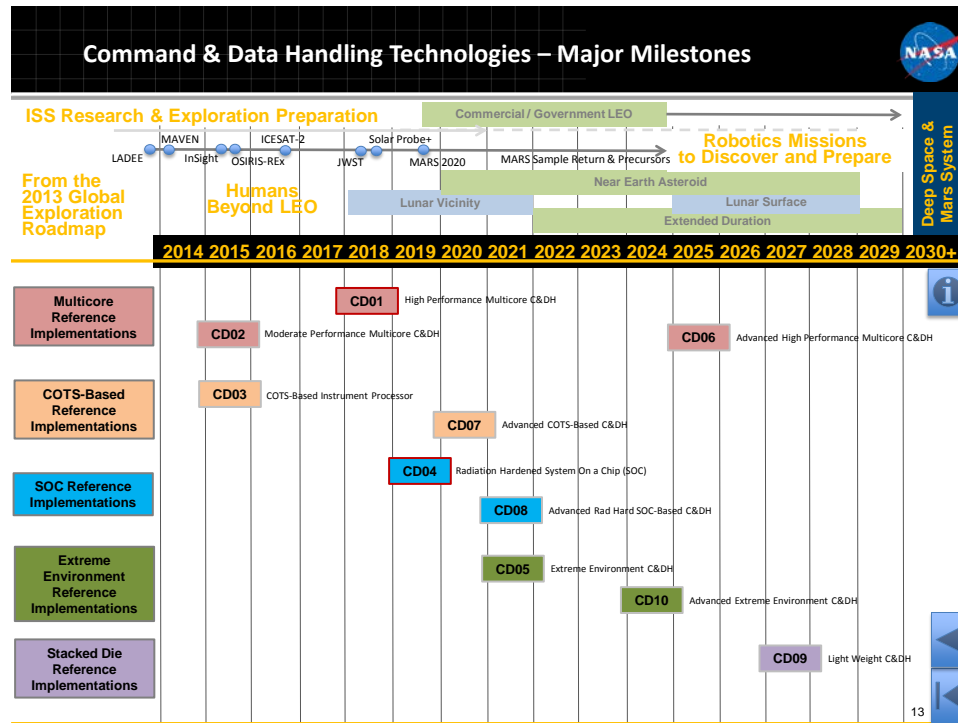 Command & Data Handling Technologies – Major Milestones
NASA
ISS Research & Exploration Preparation
Commercial / Government LEO
MAVEN
ICESAT-2
Solar Probe+
LADEE
InSight
OSIRIS-REx
JWST
MARS 2020
MARS Sample Return & Precursors
Robotics Missions
to Discover and Prepare
Deep Space &
Mars System
From the
2013 Global
Exploration
Roadmap
Humans
Beyond LEO
Near Earth Asteroid
Lunar Vicinity
Lunar Surface
Extended Duration
2014 2015 2016 2017 2018 2019 2020 2021 2022 2023 2024 2025 2026 2027 2028 2029 2030+
Multicore
Reference
Implementations
CD01
High Performance Multicore C&DH
CD02
Moderate Performance Multicore C&DH
CD06
Advanced High Performance Multicore C&DH
COTS-Based
Reference
Implementations
CD03
COTS-Based Instrument Processor
CD07
Advanced COTS-Based C&DH
SOC Reference
Implementations
CD04
Radiation Hardened System On a Chip (SOC)
CD08
Advanced Rad Hard SOC-Based C&DH
Extreme
Environment
Reference
Implementations
CD05
Extreme Environment C&DH
CD10
Advanced Extreme Environment C&DH
Stacked Die
Reference
Implementations
CD09
Light Weight C&DH
13